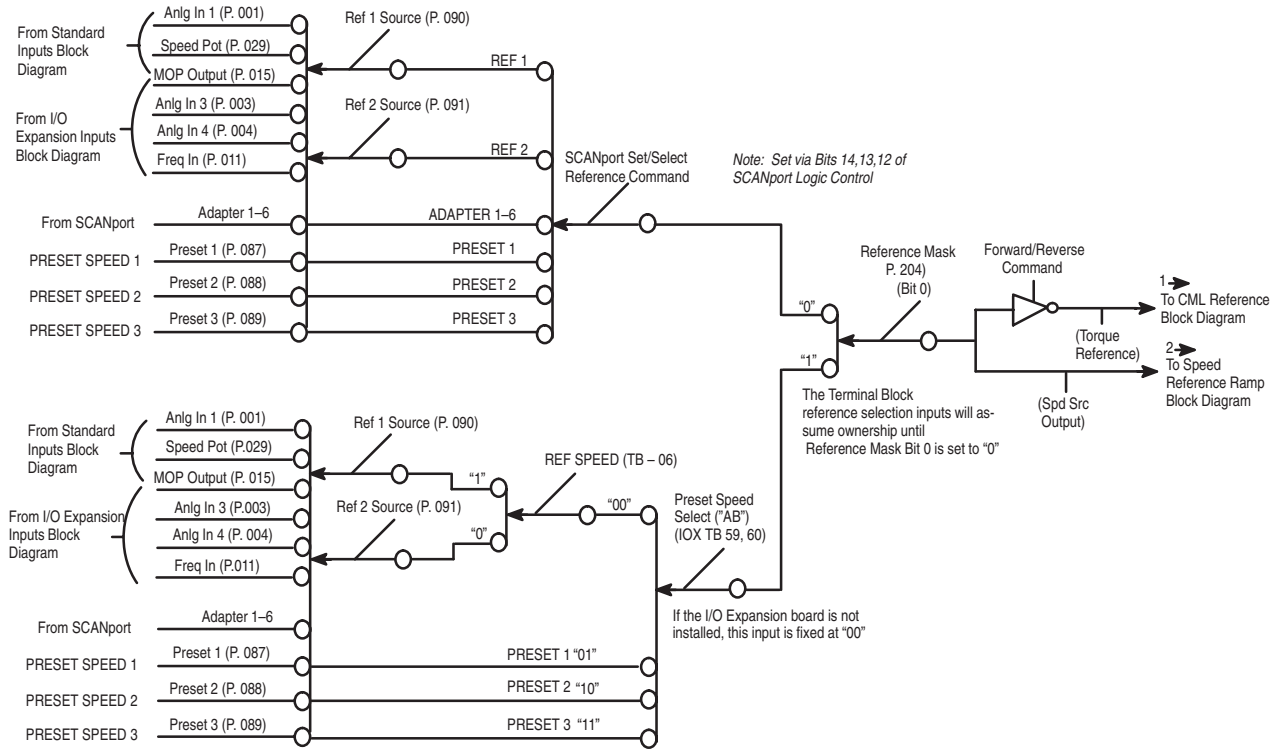 From Standard
Inputs Block
Diagram
Anlg In 1 (P. 001)
Speed Pot (P. 029)
MOP Output (P. 015)
From I/O
Expansion Inputs
Block Diagram
Anlg In 3 (P. 003)
Anlg In 4 (P. 004)
Freq In (P. 011)
Ref 1 Source (P. 090)
REF 1
Ref 2 Source (P. 091)
REF 2
From SCANport
Adapter 1–6
ADAPTER 1–6
PRESET SPEED 1
Preset 1 (P. 087)
PRESET 1
PRESET SPEED 2
Preset 2 (P. 088)
PRESET 2
PRESET SPEED 3
Preset 3 (P. 089)
PRESET 3
SCANport Set/Select
Reference Command
Note: Set via Bits 14,13,12 of
SCANport Logic Control
“0”
“1”
Reference Mask
P. 204)
(Bit 0)
Forward/Reverse
Command
1
To CML Reference
Block Diagram
(Torque
Reference)
2
To Speed
Reference Ramp
Block Diagram
(Spd Src
Output)
The Terminal Block
reference selection inputs will as-
sume ownership until
Reference Mask Bit 0 is set to “0”
From Standard
Inputs Block
Diagram
Anlg In 1 (P. 001)
Speed Pot (P.029)
MOP Output (P. 015)
From I/O Expansion
Inputs Block
Diagram
Anlg In 3 (P.003)
Anlg In 4 (P. 004)
Freq In (P.011)
Ref 1 Source (P. 090)
“1”
Ref 2 Source (P. 091)
“0”
REF SPEED (TB – 06)
“00”
Preset Speed
Select ("AB”)
(IOX TB 59, 60)
If the I/O Expansion board is not
installed, this input is fixed at “00”
From SCANport
Adapter 1–6
PRESET SPEED 1
Preset 1 (P. 087)
PRESET 1 “01”
PRESET SPEED 2
Preset 2 (P. 088)
PRESET 2 “10”
PRESET SPEED 3
Preset 3 (P. 089)
PRESET 3 “11”